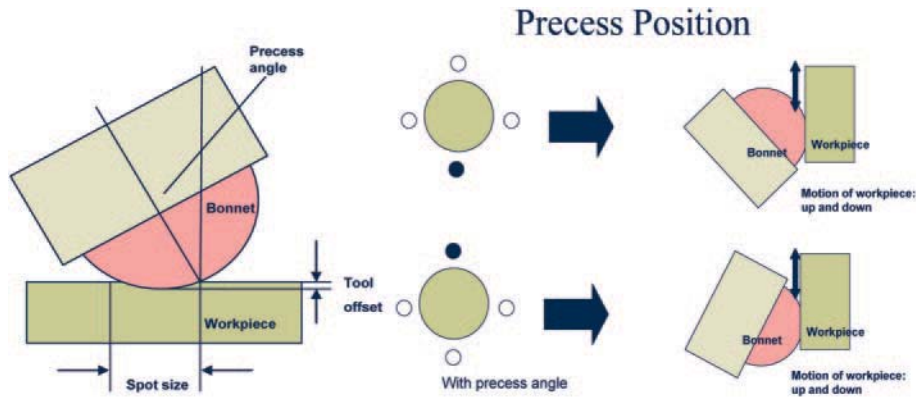 Precess Position
Precess
angle
Bonnet
Tool
offset
Workpiece
Spot size
With precess angle
Bonnet
Workpiece
Motion of workpiece:
up and down
Bonnet
Workpiece
Motion of workpiece:
up and down